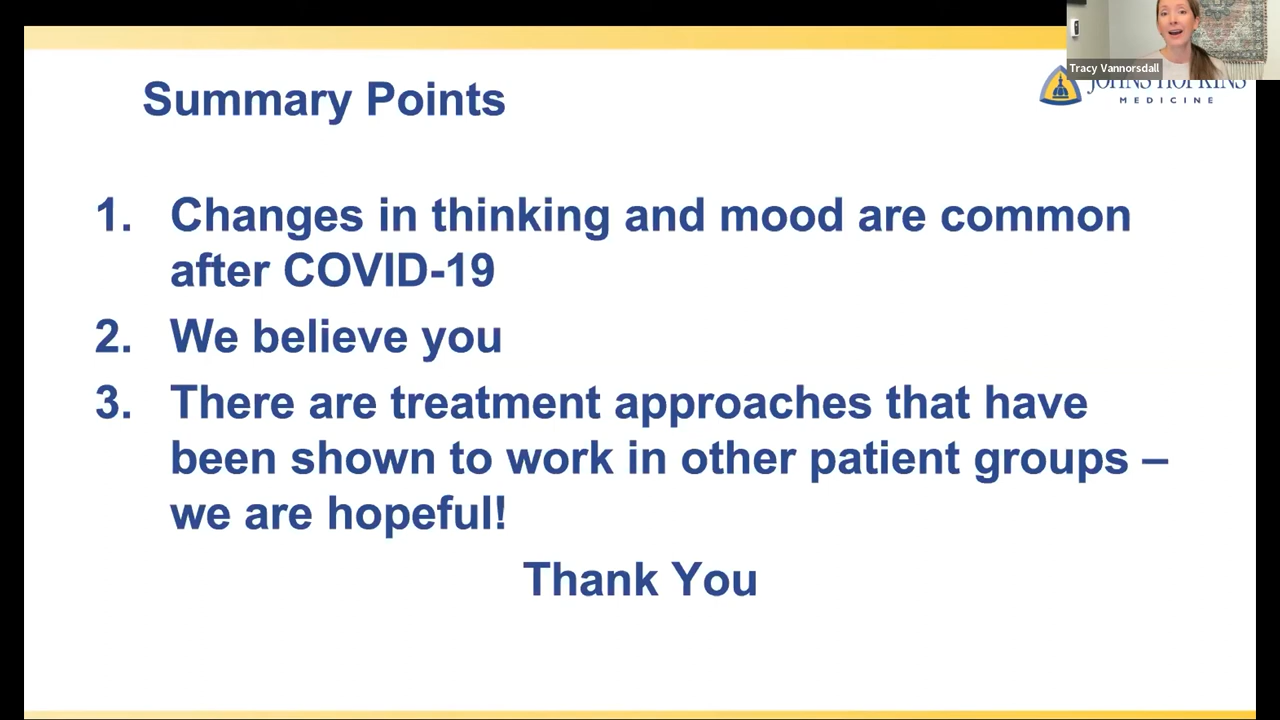 Tracy Vannorsdall
JOHNS HOPKINS
MEDICINE
Summary Points
1. Changes in thinking and mood are common
after COVID-19
2. We believe you
3. There are treatment approaches that have
been shown to work in other patient groups –
we are hopeful!
Thank You